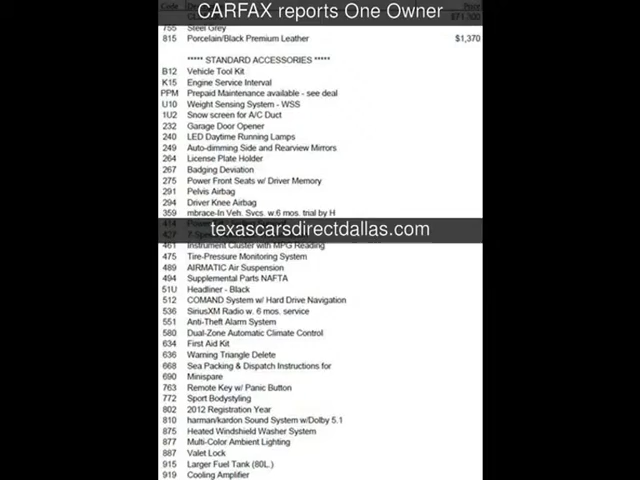 CARFAX reports One Owner
Code Price
$71,300
755 Steel Grey
815 Porcelain/Black Premium Leather $1,370
***** STANDARD ACCESSORIES *****
B12 Vehicle Tool Kit
K15 Engine Service Interval
PPM Prepaid Maintenance available - see deal
U10 Weight Sensing System - WSS
1U2 Snow screen for A/C Duct
232 Garage Door Opener
240 LED Daytime Running Lamps
249 Auto-dimming Side and Rearview Mirrors
264 License Plate Holder
267 Badging Deviation
275 Power Front Seats w/ Driver Memory
291 Pelvis Airbag
294 Driver Knee Airbag
359 mbrace-In Veh. Svcs. w.6 mos. trial by H
414
texascarsdirectdallas.com
427
461 Instrument Cluster with MPG Reading
475 Tire-Pressure Monitoring System
489 AIRMATIC Air Suspension
494 Supplemental Parts NAFTA
51U Headliner - Black
512 COMAND System w/ Hard Drive Navigation
536 SiriusXM Radio w. 6 mos. service
551 Anti-Theft Alarm System
580 Dual-Zone Automatic Climate Control
634 First Aid Kit
636 Warning Triangle Delete
668 Sea Packing & Dispatch Instructions for
690 Minispare
763 Remote Key w/ Panic Button
772 Sport Bodystyling
802 2012 Registration Year
810 harman/kardon Sound System w/Dolby 5.1
875 Heated Windshield Washer System
877 Multi-Color Ambient Lighting
887 Valet Lock
915 Larger Fuel Tank (80L.)
919 Cooling Amplifier